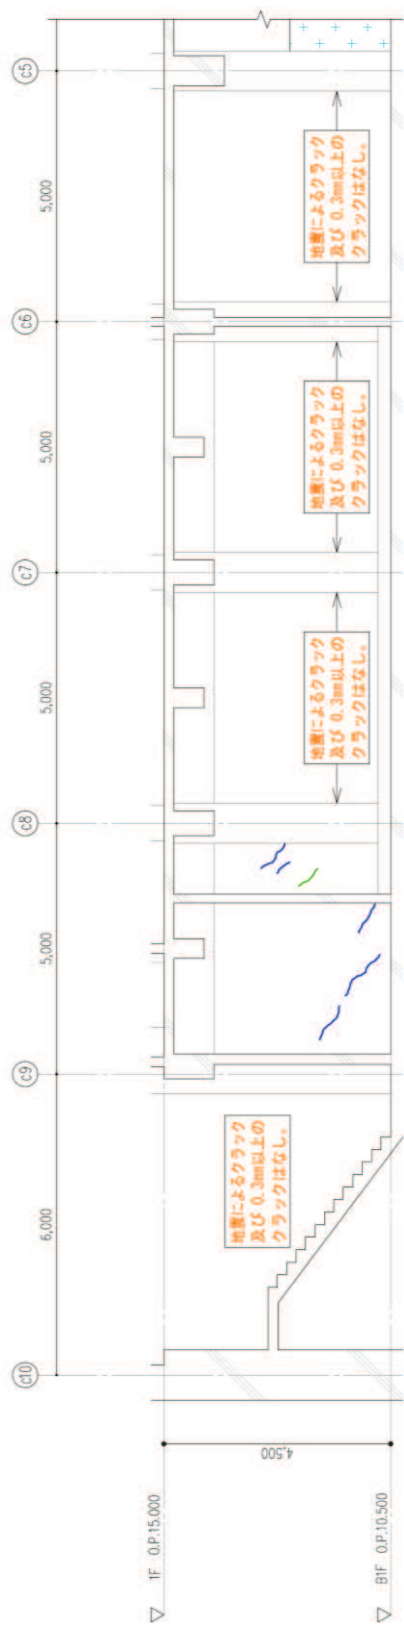 c5
5,000
地震によるクラック
及び 0.3mm以上の
クラックはなし。
c6
5,000
地震によるクラック
及び 0.3mm以上の
クラックはなし。
c7
5,000
地震によるクラック
及び 0.3mm以上の
クラックはなし。
c8
5,000
c9
地震によるクラック
及び 0.3mm以上の
クラックはなし。
6,000
c10
4,500
1F O.P.15.000
B1F O.P.10.500